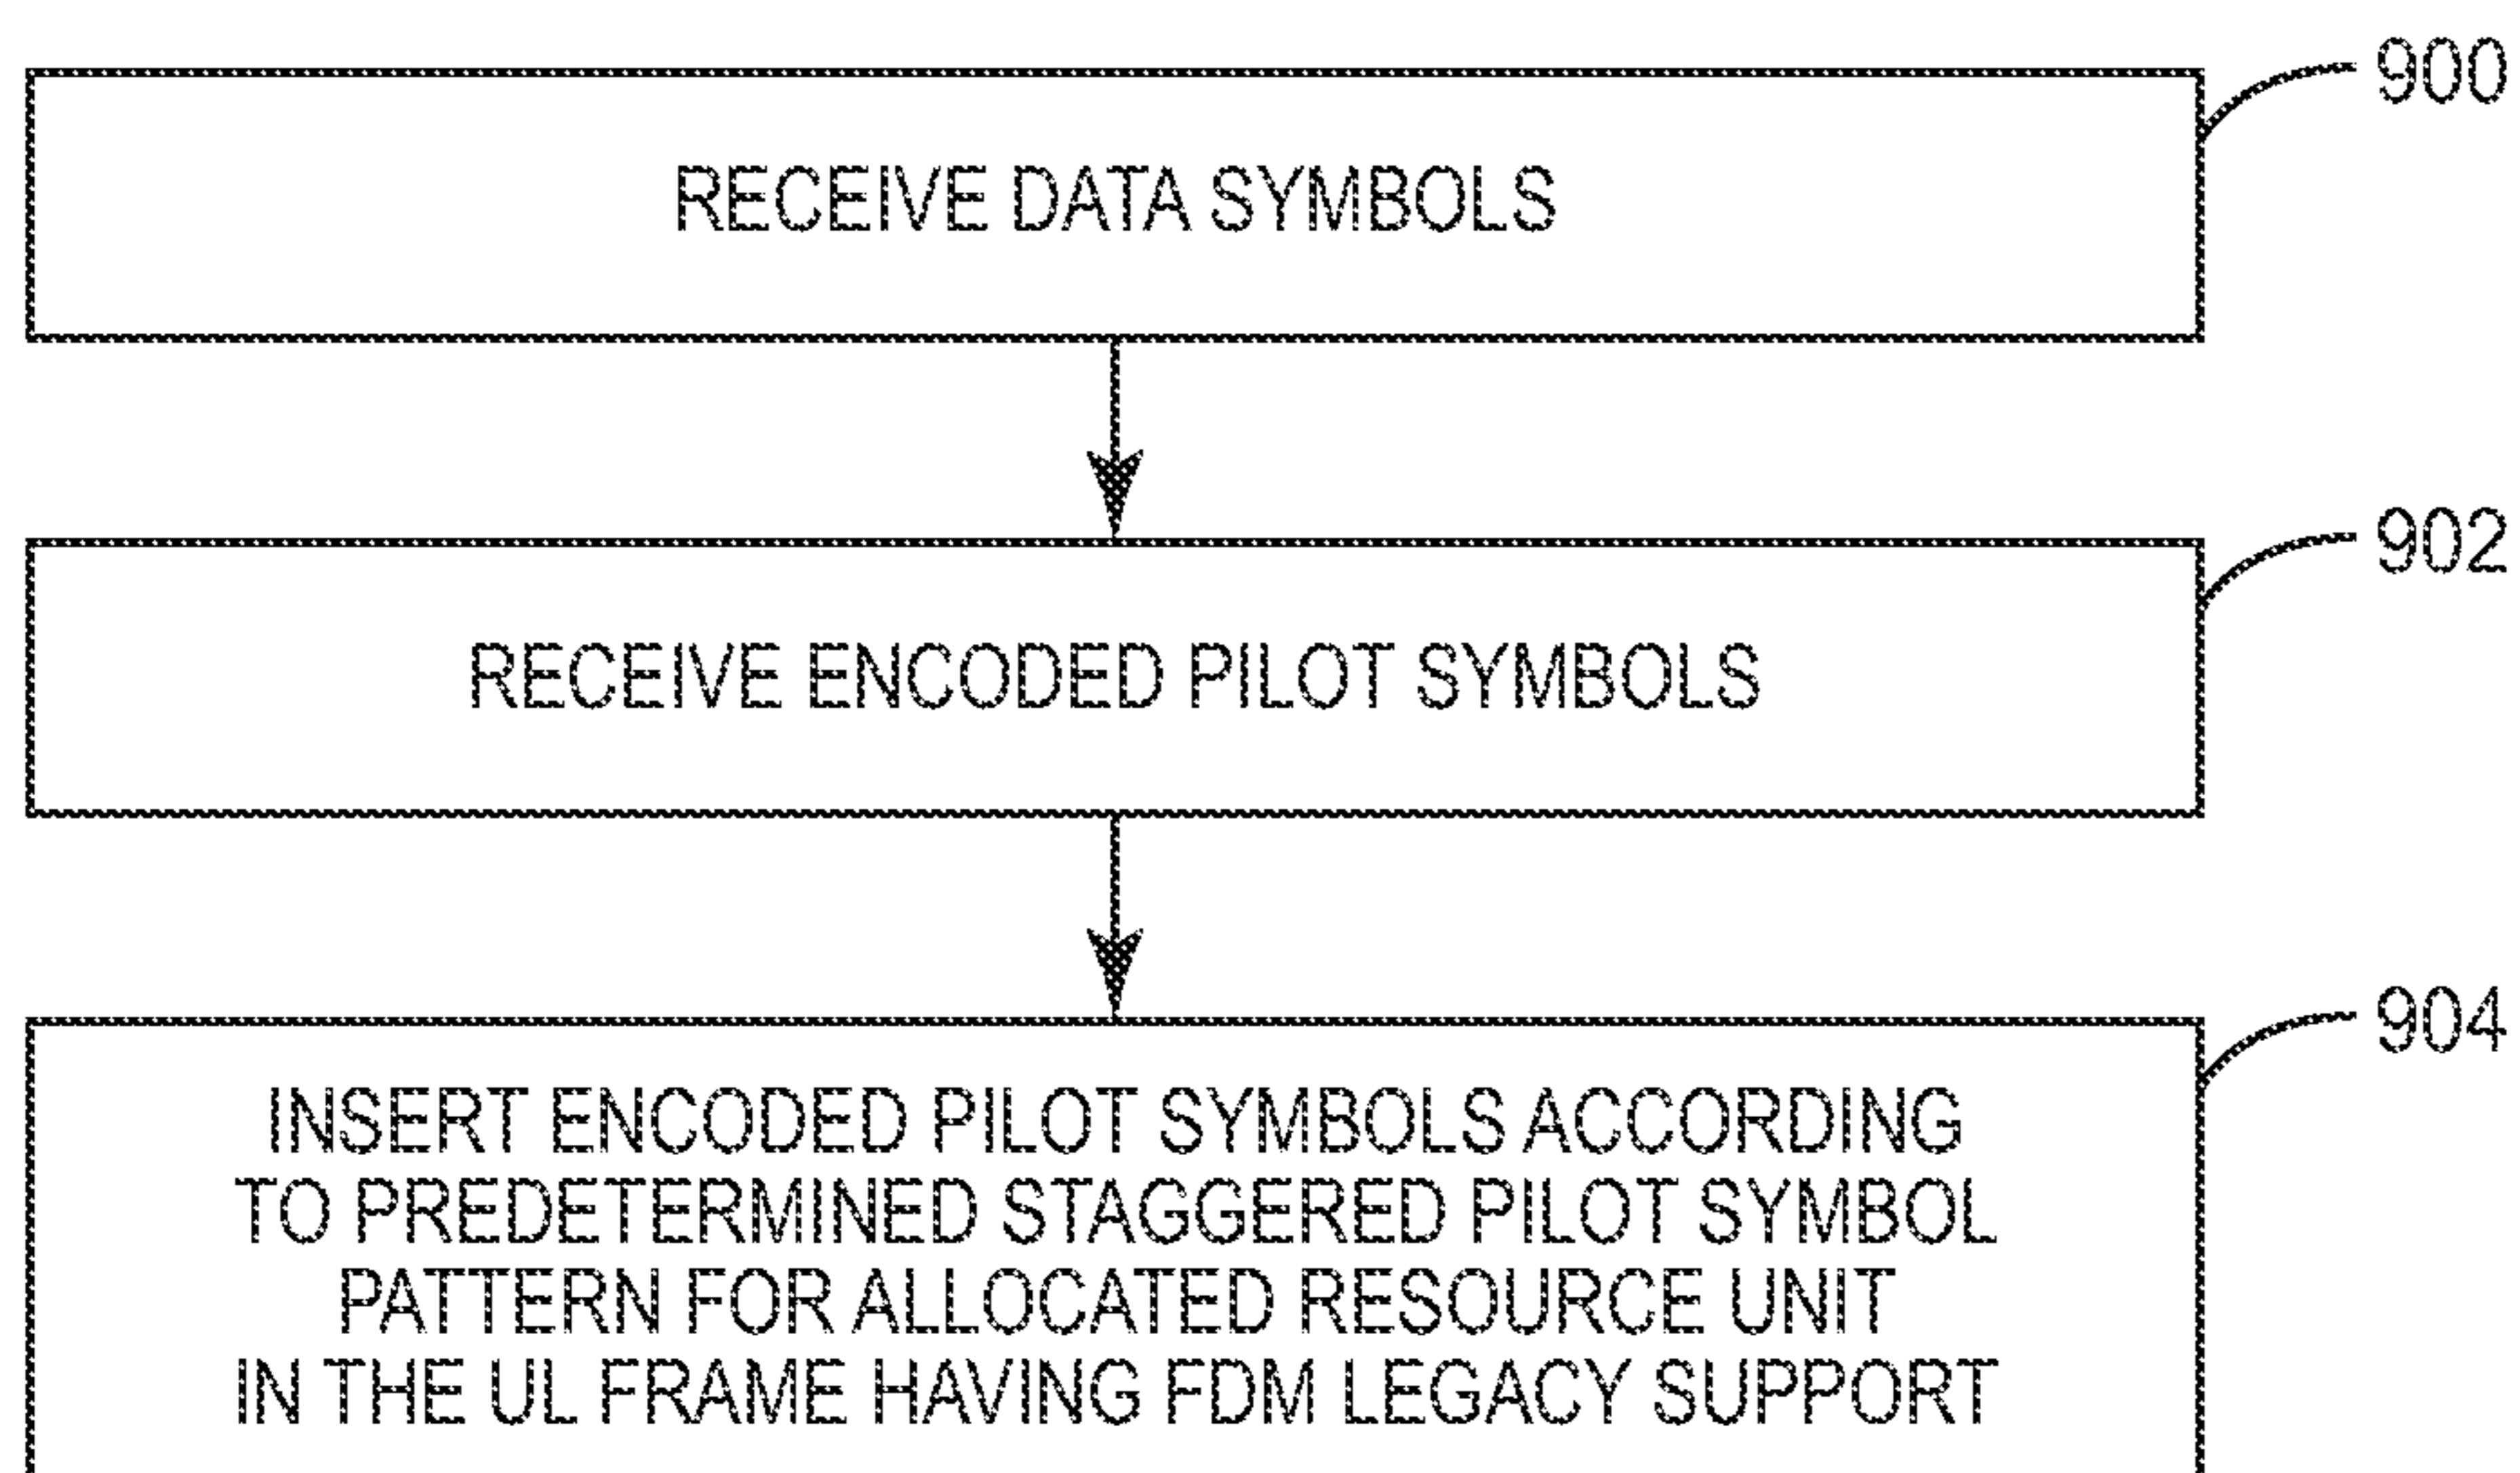 900
RECEIVE DATA SYMBOLS
902
RECEIVE ENCODED PILOT SYMBOLS
904
INSERT ENCODED PILOT SYMBOLS ACCORDING
TO PREDETERMINED STAGGERED PILOT SYMBOL
PATTERN FOR ALLOCATED RESOURCE UNIT
IN THE UL FRAME HAVING FDM LEGACY SUPPORT